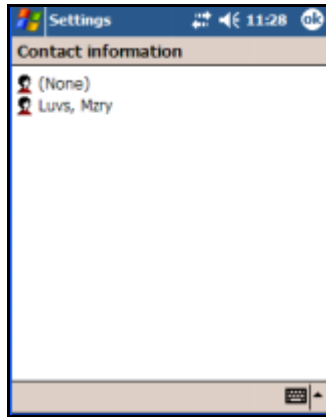 Settings 11:28 ok
Contact information
(None)
Luvs, Mzry